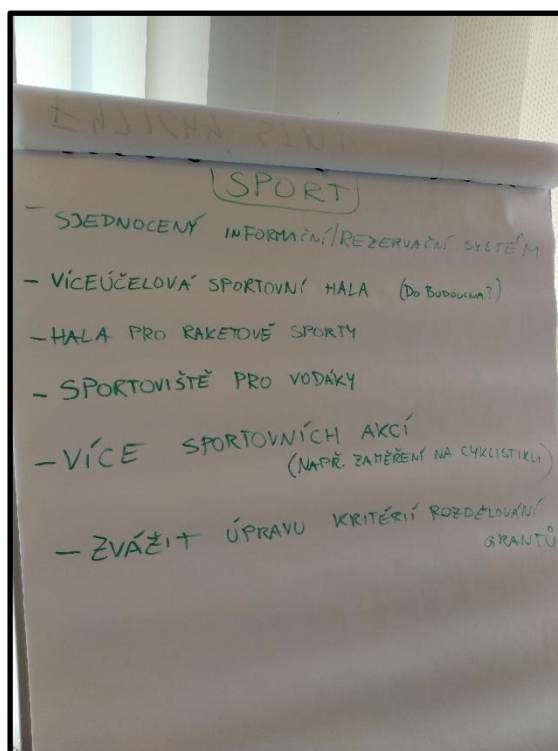 SPORT
- SJEDNOCENÝ INFORMAČNÍ/REZERVAČNÍ SYSTÉM
- VÍCEÚČELOVÁ SPORTOVNÍ HALA (DO BUDOUCNA?)
- HALA PRO RAKETOVÉ SPORTY
- SPORTOVIŠTĚ PRO VODÁKY
- VÍCE SPORTOVNÍCH AKCÍ
(NAPŘ. ZAMĚŘENÍ NA CYKLISTIKU)
- ZVÁŽIT ÚPRAVU KRITÉRIÍ ROZDĚLOVÁNÍ
GRANTŮ